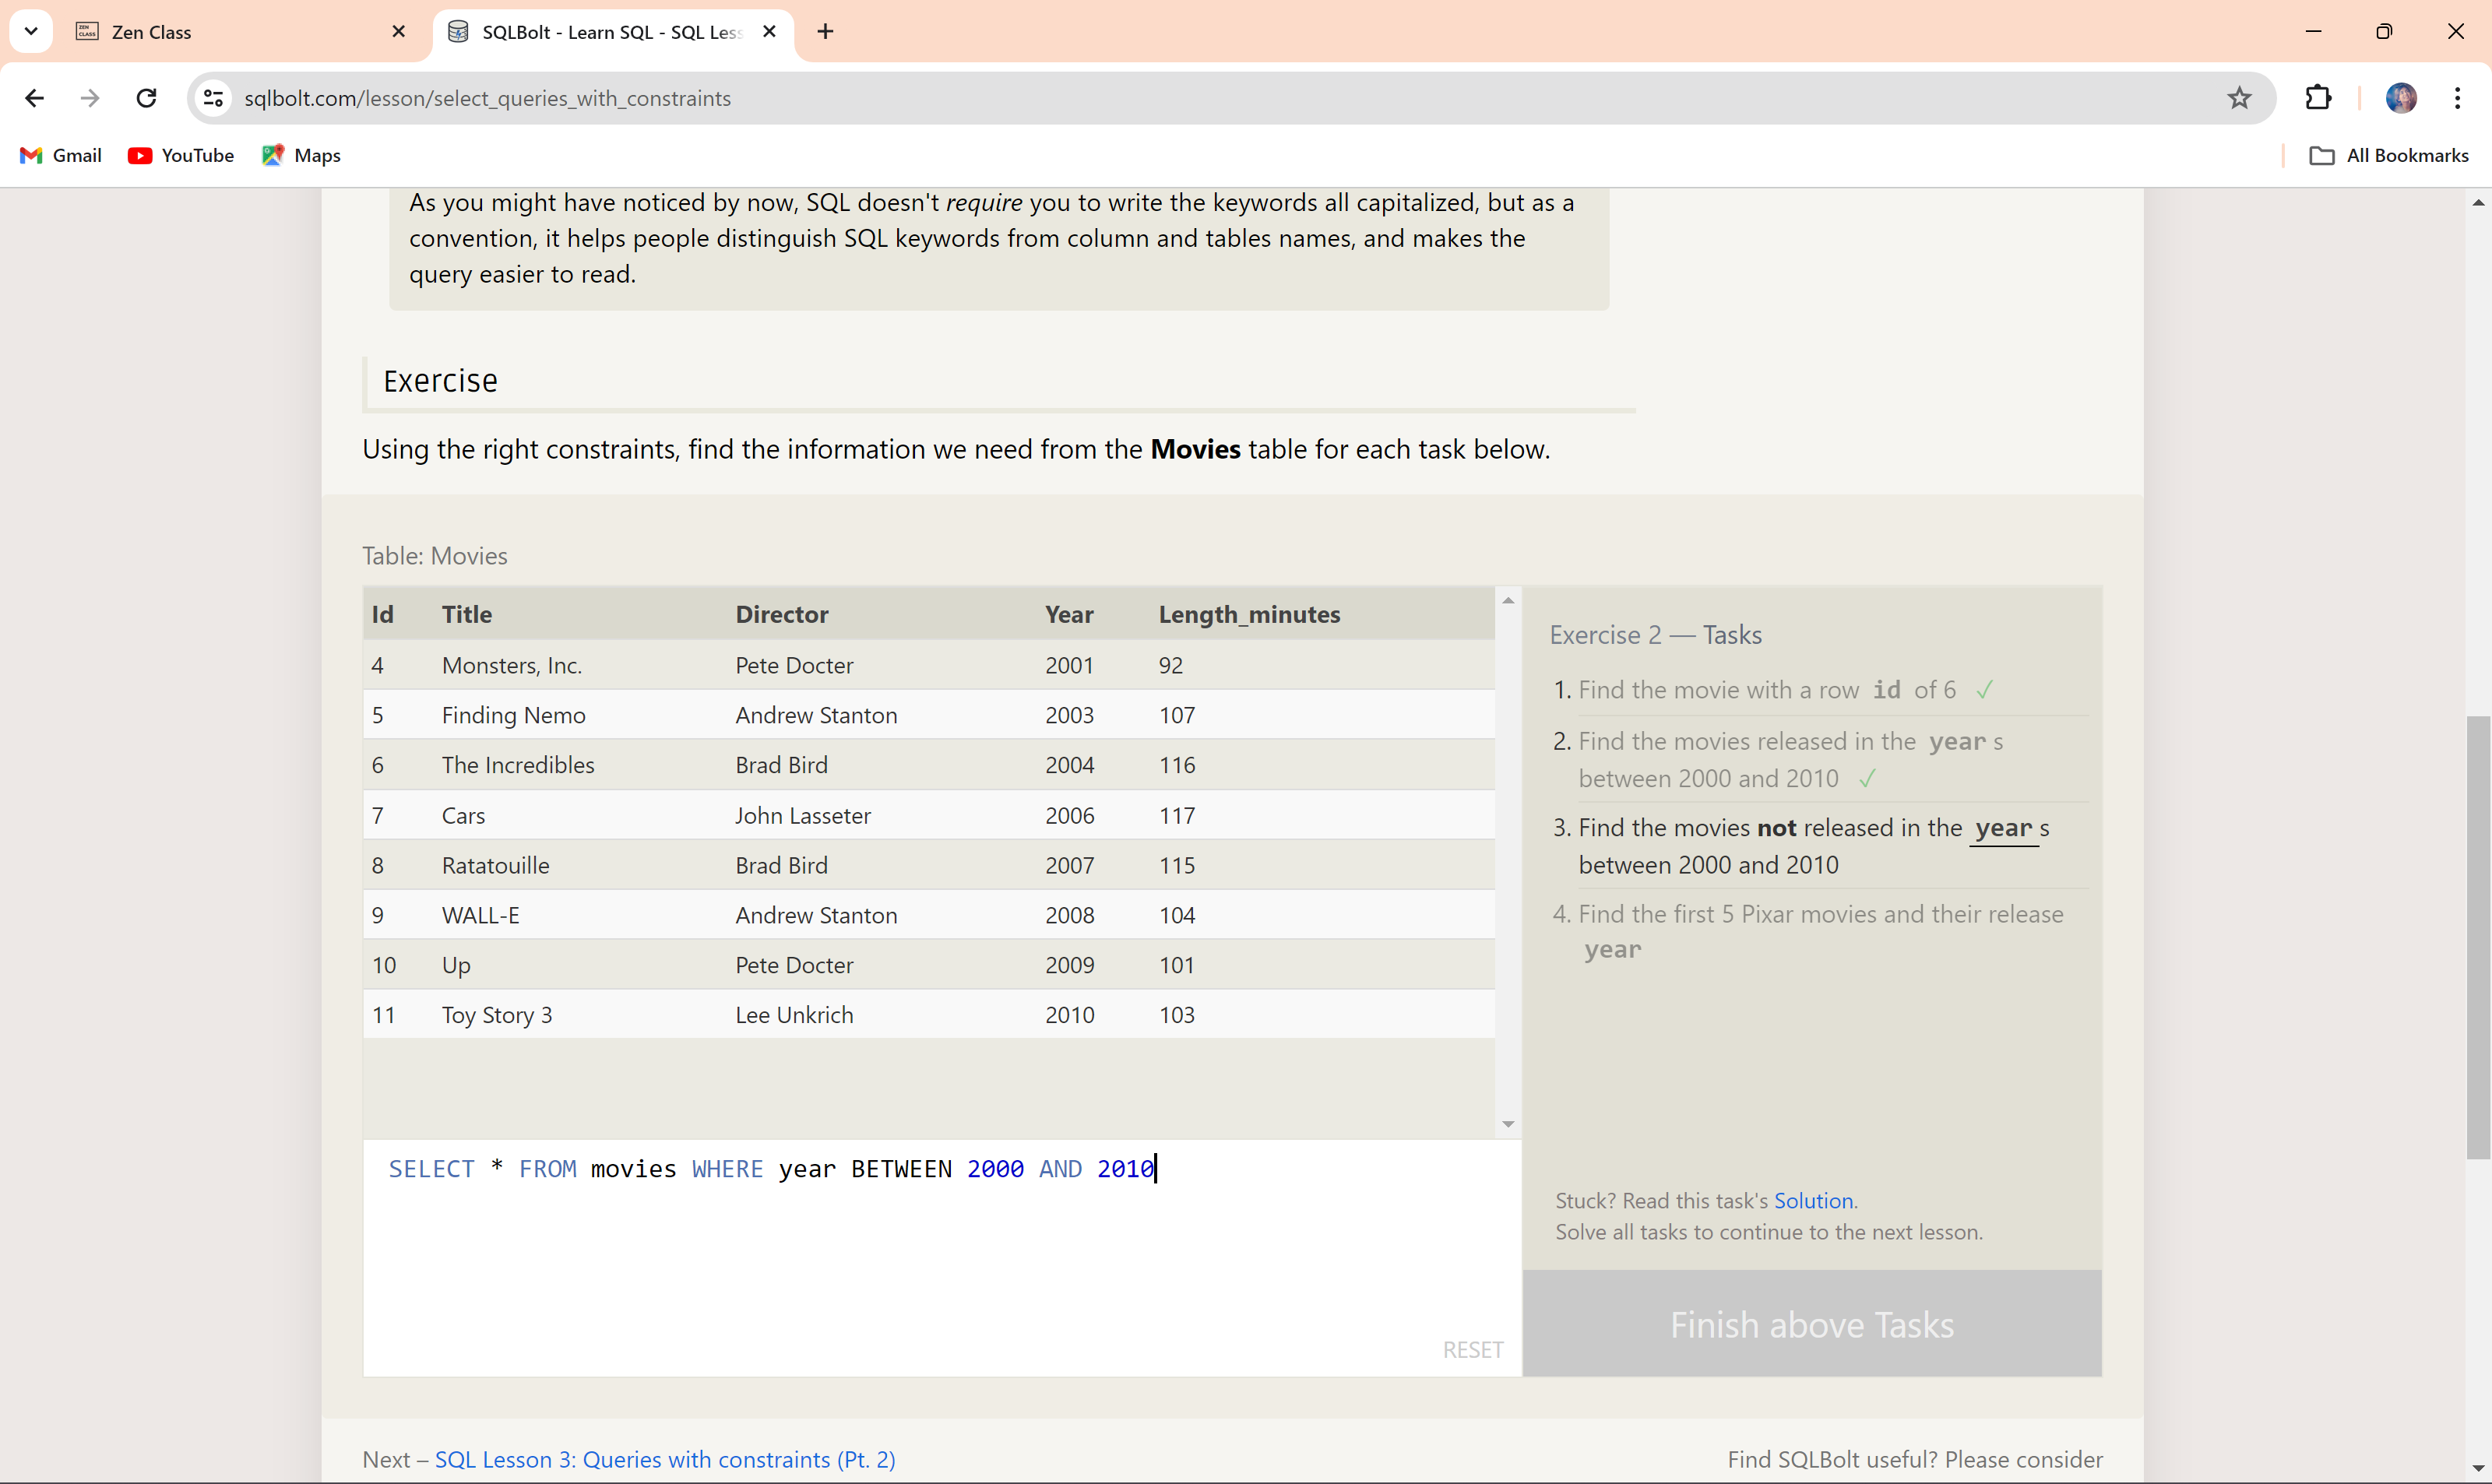 Zen Class
SQLBolt - Learn SQL - SQL Les
sqlbolt.com/lesson/select_queries_with_constraints
Gmail
YouTube
Maps
All Bookmarks
As you might have noticed by now, SQL doesn't require you to write the keywords all capitalized, but as a
convention, it helps people distinguish SQL keywords from column and tables names, and makes the
query easier to read.
Exercise
Using the right constraints, find the information we need from the Movies table for each task below.
Table: Movies
Id Title Director Year Length_minutes
4 Monsters, Inc. Pete Docter 2001 92
5 Finding Nemo Andrew Stanton 2003 107
6 The Incredibles Brad Bird 2004 116
7 Cars John Lasseter 2006 117
8 Ratatouille Brad Bird 2007 115
9 WALL-E Andrew Stanton 2008 104
10 Up Pete Docter 2009 101
11 Toy Story 3 Lee Unkrich 2010 103
SELECT * FROM movies WHERE year BETWEEN 2000 AND 2010
RESET
Exercise 2 — Tasks
1. Find the movie with a row id of 6 ✓
2. Find the movies released in the year s
between 2000 and 2010 ✓
3. Find the movies not released in the year s
between 2000 and 2010
4. Find the first 5 Pixar movies and their release
year
Stuck? Read this task's Solution.
Solve all tasks to continue to the next lesson.
Finish above Tasks
Next – SQL Lesson 3: Queries with constraints (Pt. 2)
Find SQLBolt useful? Please consider